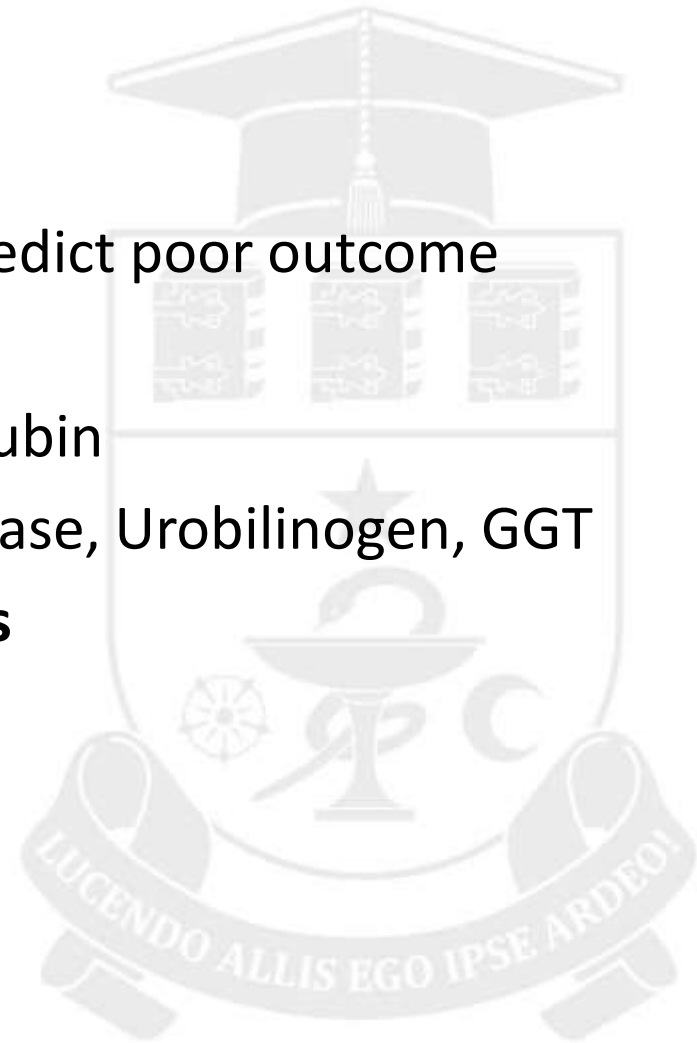 edict poor outcome
ubin
ase, Urobilinogen, GGT
s
LUCENDO ALLIS EGO IPSE ARDEO!